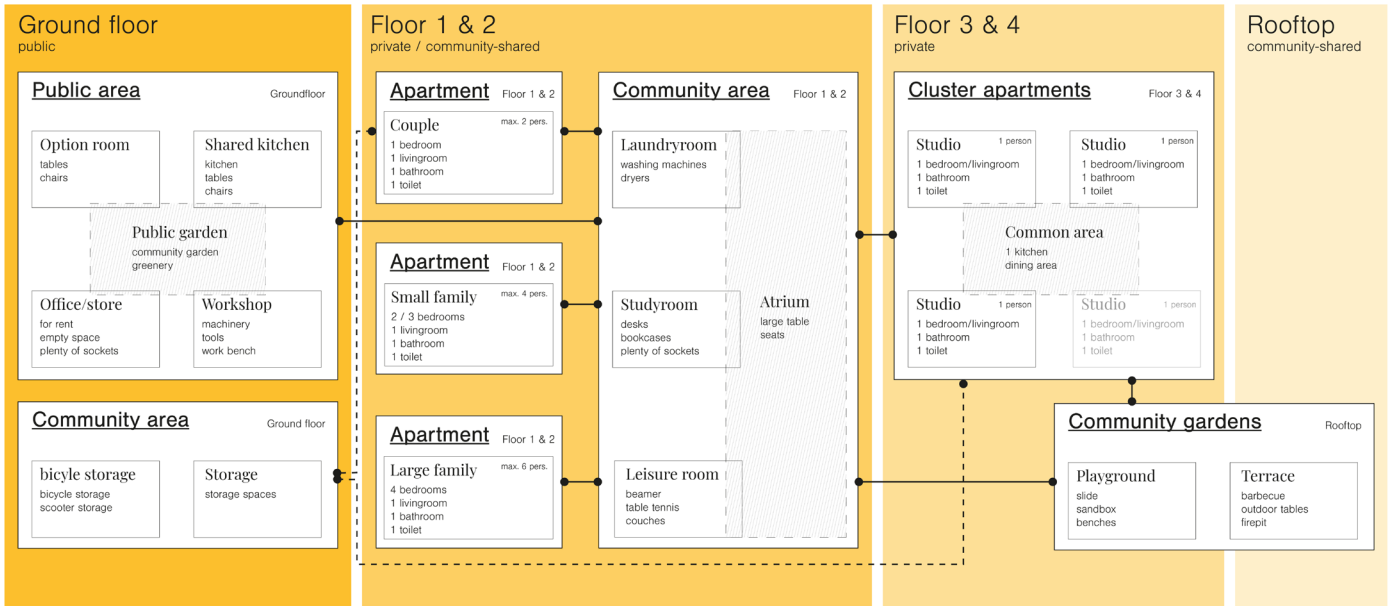 Ground floor
public
Public area
Groundfloor
Option room
tables
chairs
Shared kitchen
kitchen
tables
chairs
Public garden
community garden
greenery
Office/store
for rent
empty space
plenty of sockets
Workshop
machinery
tools
work bench
Community area
Ground floor
bicyle storage
bicycle storage
scooter storage
Storage
storage spaces
Floor 1 & 2
private / community-shared
Apartment
Floor 1 & 2
Couple
max. 2 pers.
1 bedroom
1 livingroom
1 bathroom
1 toilet
Apartment
Floor 1 & 2
Small family
max. 4 pers.
2 / 3 bedrooms
1 livingroom
1 bathroom
1 toilet
Apartment
Floor 1 & 2
Large family
max. 6 pers.
4 bedrooms
1 livingroom
1 bathroom
1 toilet
Community area
Floor 1 & 2
Laundryroom
washing machines
dryers
Studyroom
desks
bookcases
plenty of sockets
Atrium
large table
seats
Leisure room
beamer
table tennis
couches
Floor 3 & 4
private
Cluster apartments
Floor 3 & 4
Studio
1 person
1 bedroom/livingroom
1 bathroom
1 toilet
Studio
1 person
1 bedroom/livingroom
1 bathroom
1 toilet
Common area
1 kitchen
dining area
Studio
1 person
1 bedroom/livingroom
1 bathroom
1 toilet
Studio
1 person
1 bedroom/livingroom
1 bathroom
1 toilet
Rooftop
community-shared
Community gardens
Rooftop
Playground
slide
sandbox
benches
Terrace
barbecue
outdoor tables
firepit